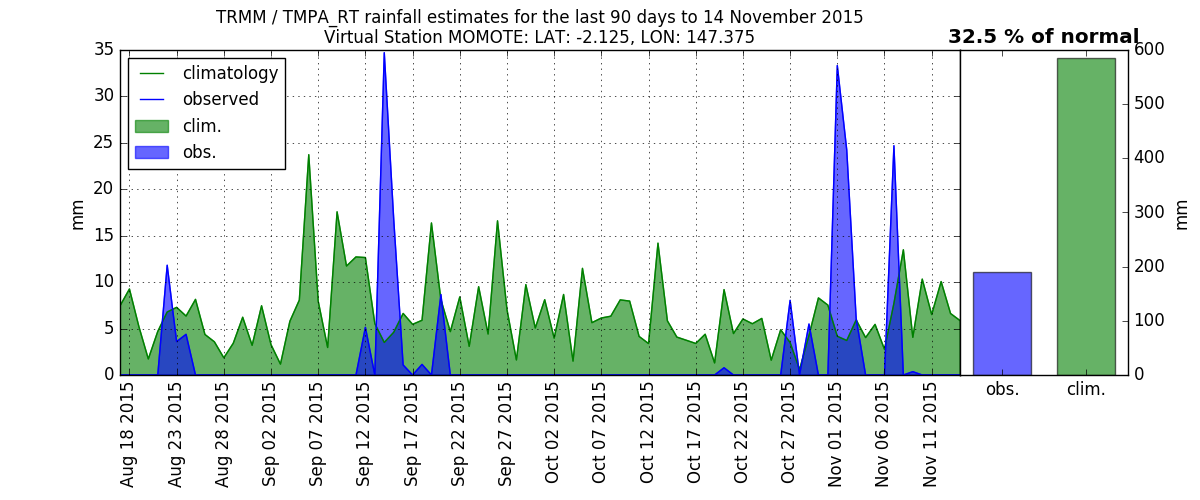 TRMM / TMPA_RT rainfall estimates for the last 90 days to 14 November 2015
Virtual Station MOMOTE: LAT: -2.125, LON: 147.375
32.5 % of normal
climatology
observed
clim.
obs.
mm
35
30
25
20
15
10
5
0
Aug 18 2015
Aug 23 2015
Aug 28 2015
Sep 02 2015
Sep 07 2015
Sep 12 2015
Sep 17 2015
Sep 22 2015
Sep 27 2015
Oct 02 2015
Oct 07 2015
Oct 12 2015
Oct 17 2015
Oct 22 2015
Oct 27 2015
Nov 01 2015
Nov 06 2015
Nov 11 2015
600
500
400
300
200
100
0
mm
obs.
clim.